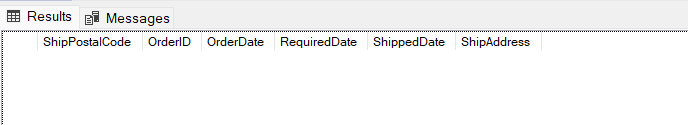 Results Messages
ShipPostalCode OrderID OrderDate RequiredDate ShippedDate ShipAddress